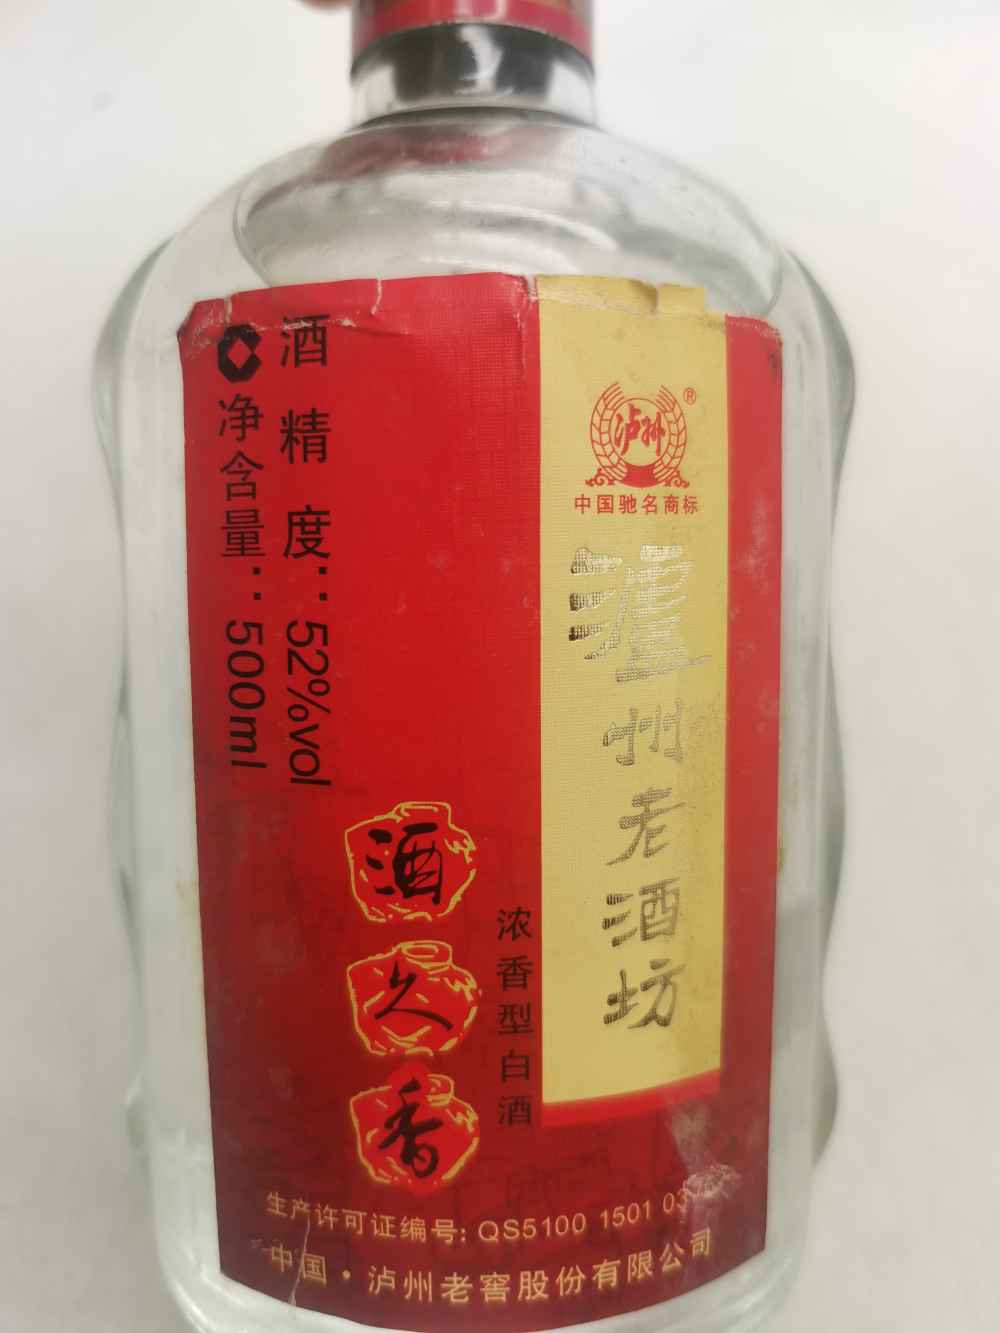 泸州
®
中国驰名商标
泸州老酒坊
浓香型白酒
酒久香
酒精度:52%vol
净含量:500ml
生产许可证编号: QS5100 1501
中国·泸州老窖股份有限公司